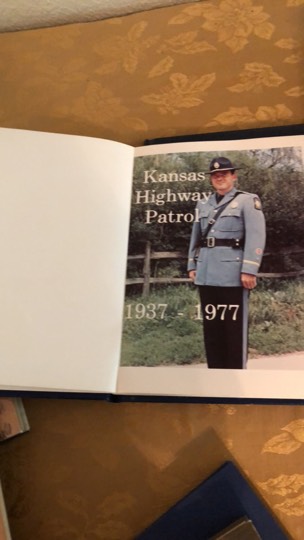 Kansas
Highway
Patrol
1937 - 1977